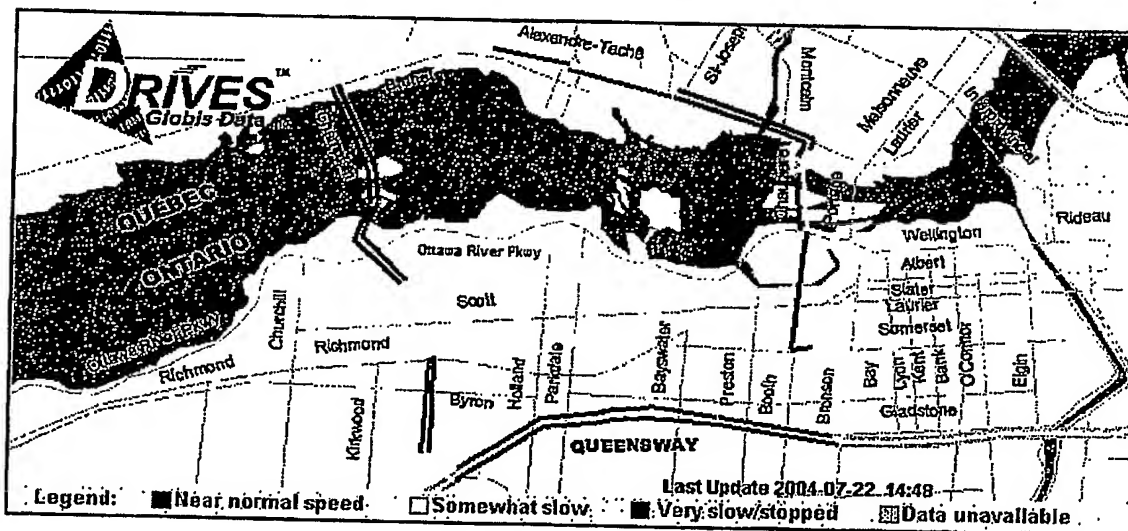 DRIVES™
Globis Data
Alexandre-Taché
St-Joseph
Montcalm
Maisonneuve
Laurier
QUÉBEC
ONTARIO
Ottawa River Pkwy
Rideau
Wellington
Albert
Slater
Laurier
Somerset
Scott
Churchill
Richmond
Richmond
Kirkwood
Byron
Holland
Parkdale
Bayswater
Preston
Booth
Bronson
Bay
Lyon
Kent
Bank
O'Connor
Elgin
Gladstone
QUEENSWAY
Last Update 2004-07-22 14:48
Legend: Near normal speed Somewhat slow Very slow/stopped Data unavailable